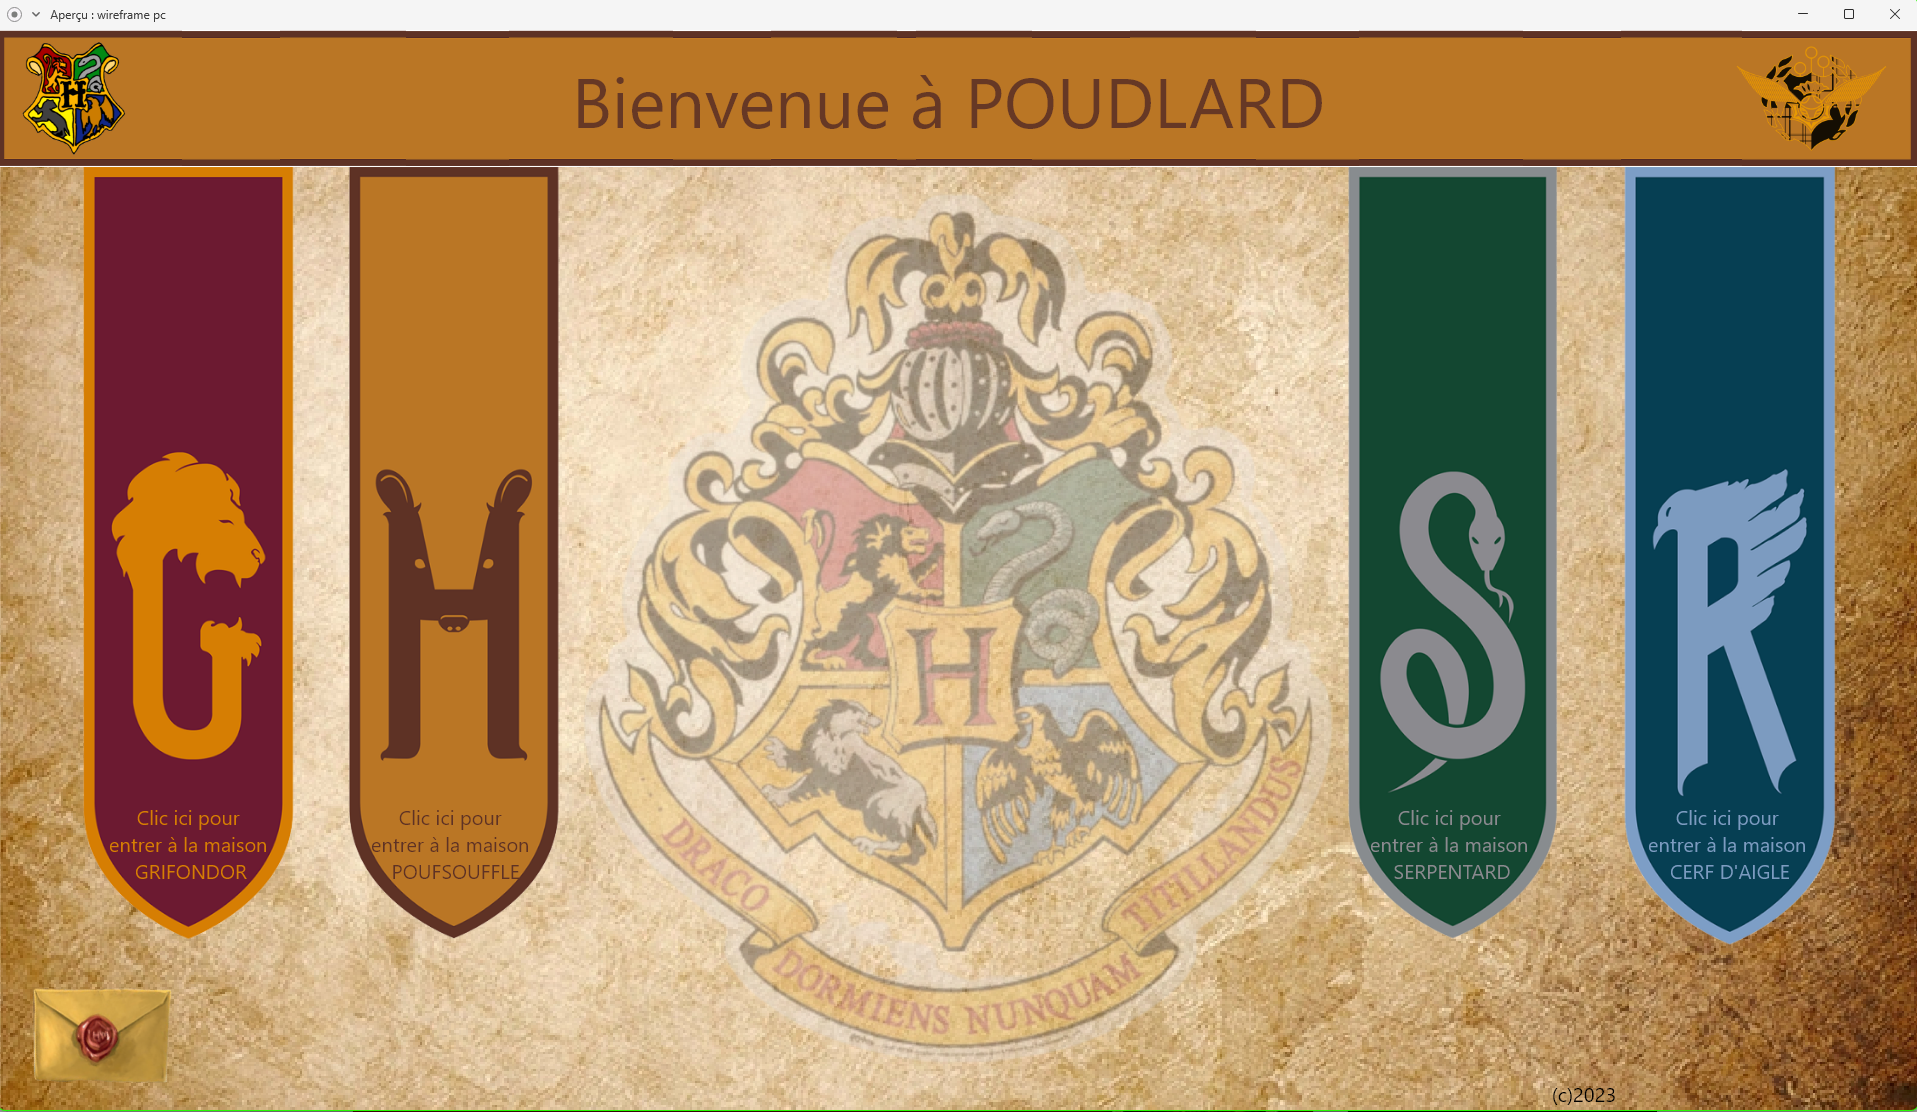 Aperçu : wireframe pc
H
Bienvenue à POUDLARD
G
Clic ici pour
entrer à la maison
GRIFONDOR
H
Clic ici pour
entrer à la maison
POUFSOUFFLE
H
DRACO
DORMIENS NUNQUAM
TITILLANDUS
S
Clic ici pour
entrer à la maison
SERPENTARD
R
Clic ici pour
entrer à la maison
CERF D'AIGLE
(c)2023